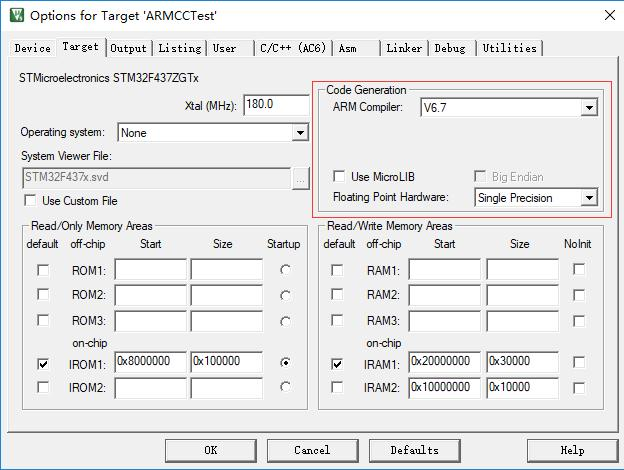 Options for Target 'ARMCCTest'
Device Target Output Listing User C/C++ (AC6) Asm Linker Debug Utilities
STMicroelectronics STM32F437ZGTx
Xtal (MHz): 180.0
Operating system: None
System Viewer File:
STM32F437x.svd ...
Use Custom File
Code Generation
ARM Compiler: V6.7
Use MicroLIB Big Endian
Floating Point Hardware: Single Precision
Read/Only Memory Areas
default off-chip Start Size Startup
ROM1:
ROM2:
ROM3:
on-chip
IROM1: 0x8000000 0x100000
IROM2:
Read/Write Memory Areas
default off-chip Start Size NoInit
RAM1:
RAM2:
RAM3:
on-chip
IRAM1: 0x20000000 0x30000
IRAM2: 0x10000000 0x10000
OK Cancel Defaults Help